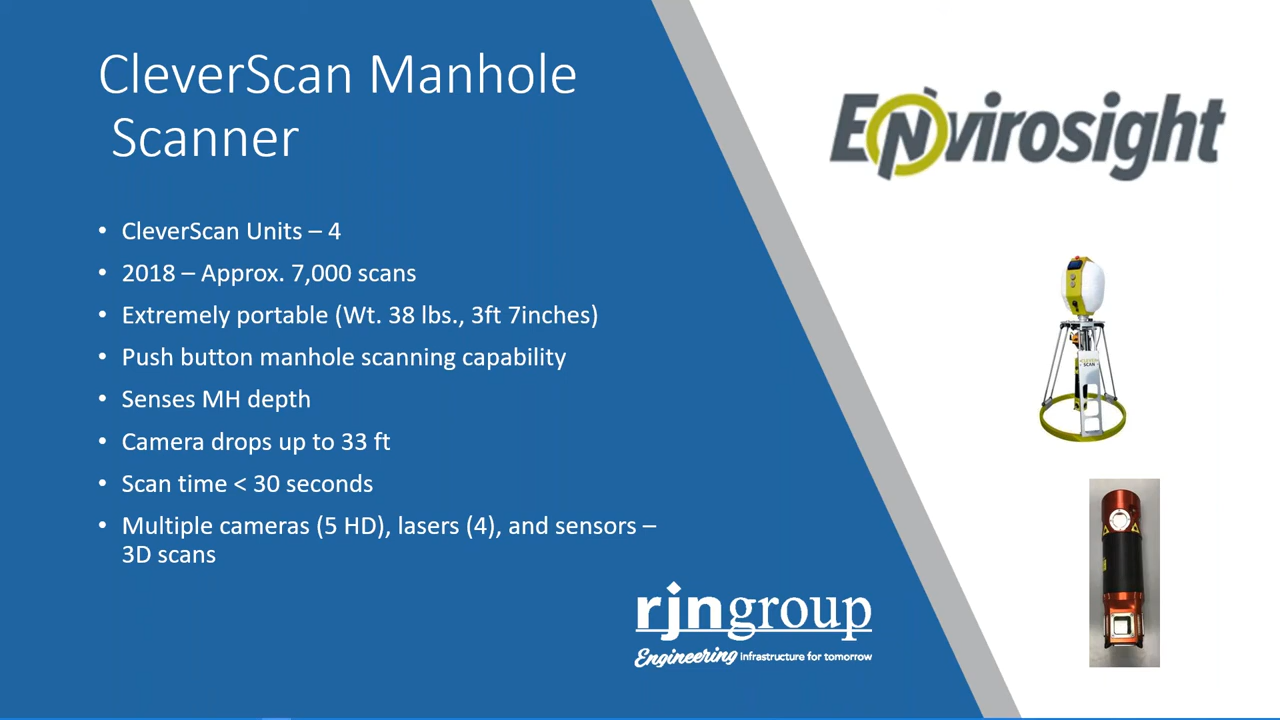 CleverScan Manhole
Scanner
• CleverScan Units – 4
• 2018 – Approx. 7,000 scans
• Extremely portable (Wt. 38 lbs., 3ft 7inches)
• Push button manhole scanning capability
• Senses MH depth
• Camera drops up to 33 ft
• Scan time < 30 seconds
• Multiple cameras (5 HD), lasers (4), and sensors –
3D scans
Envirosight
SCAN
rjngroup
Engineering Infrastructure for tomorrow